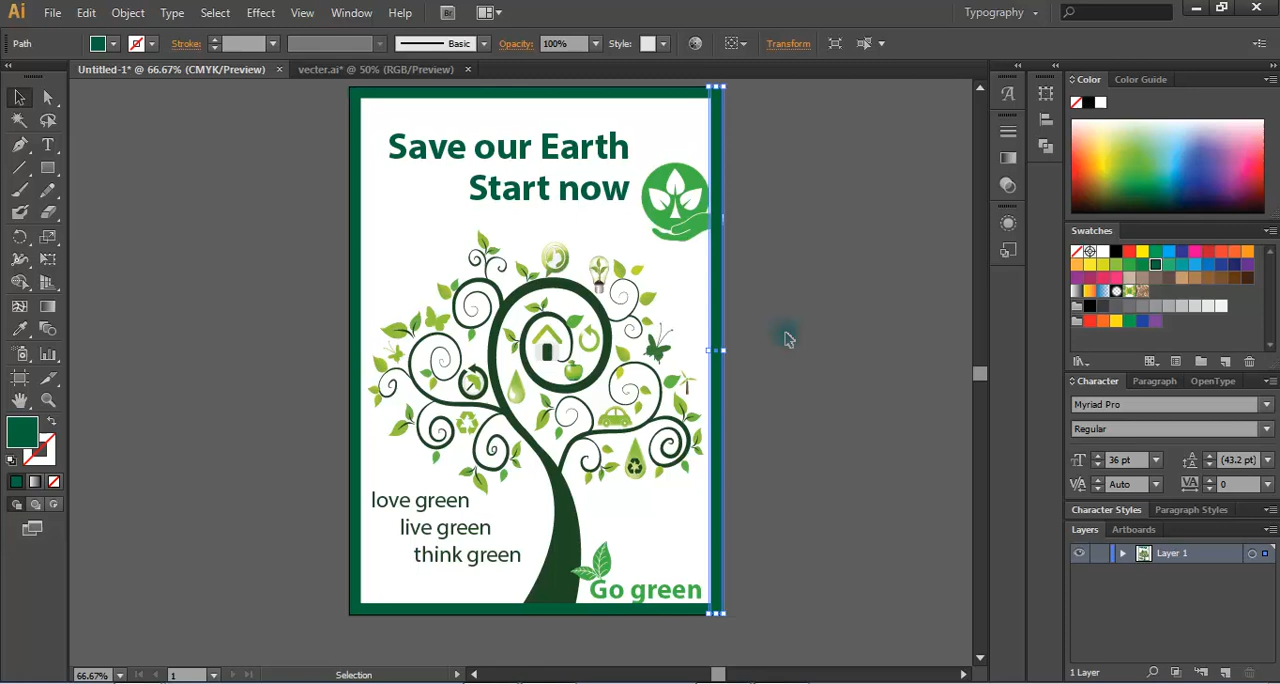 Ai File Edit Object Type Select Effect View Window Help Br Typography
Path Stroke: Basic Opacity: 100% Style: Transform
Untitled-1* @ 66.67% (CMYK/Preview) × vecter.ai* @ 50% (RGB/Preview) ×
Save our Earth
Start now
love green
live green
think green
Go green
Color Color Guide
Swatches
Character Paragraph OpenType
Myriad Pro
Regular
36 pt (43.2 pt)
Auto 0
Character Styles Paragraph Styles
Layers Artboards
Layer 1
1 Layer
66.67% 1 Selection